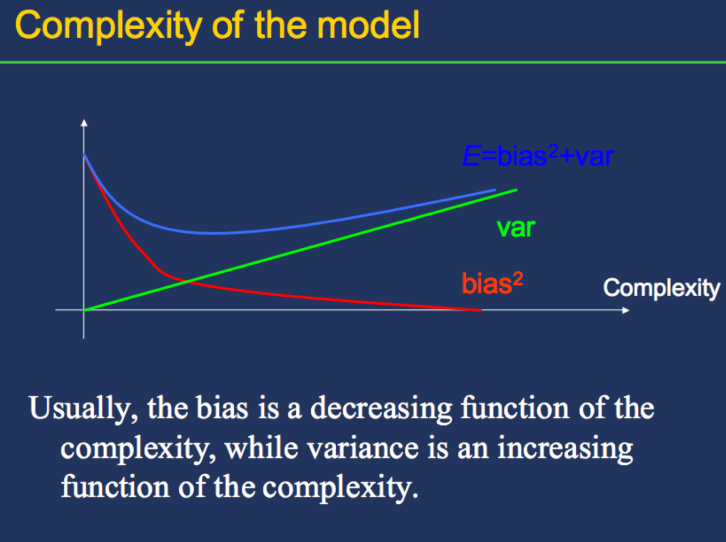 Complexity of the model
E=bias²+var
var
bias²
Complexity
Usually, the bias is a decreasing function of the
complexity, while variance is an increasing
function of the complexity.